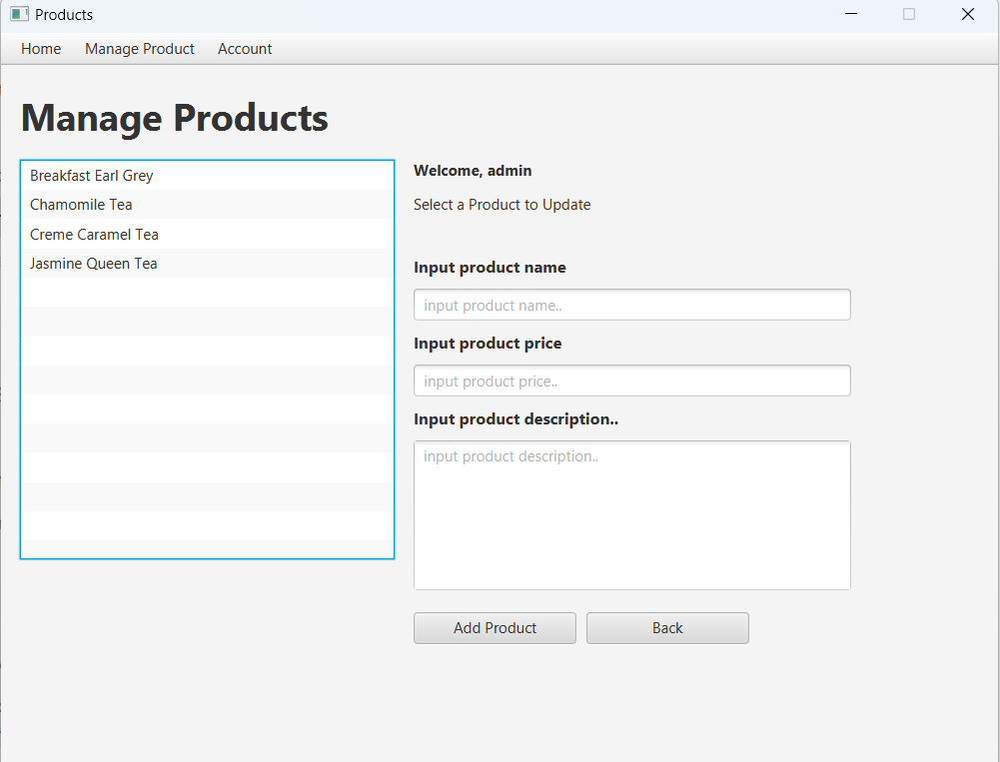 Products
Home Manage Product Account
Manage Products
Breakfast Earl Grey
Chamomile Tea
Creme Caramel Tea
Jasmine Queen Tea
Welcome, admin
Select a Product to Update
Input product name
input product name..
Input product price
input product price..
Input product description..
input product description..
Add Product Back